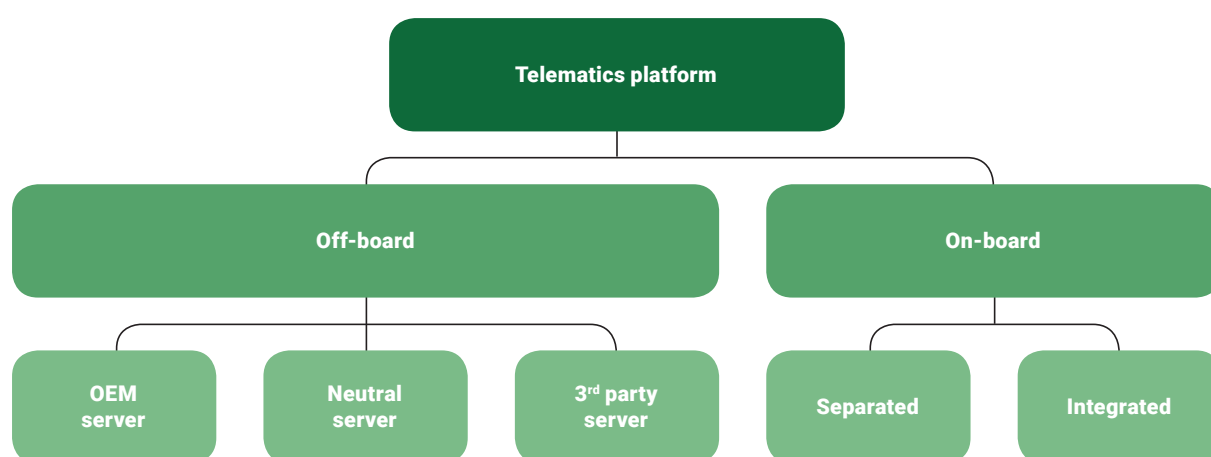 Telematics platform
Off-board
On-board
OEM
server
Neutral
server
3rd party
server
Separated
Integrated